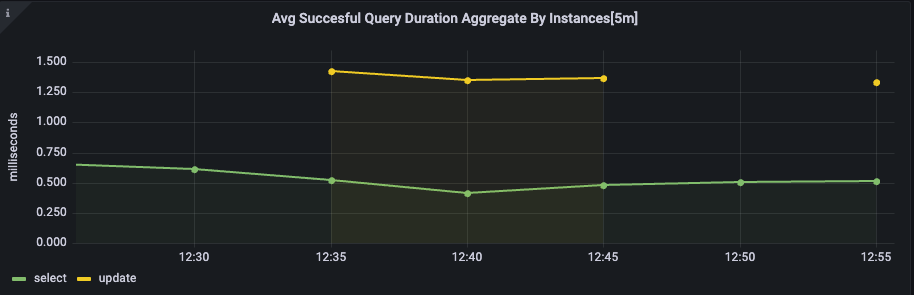 i
Avg Succesful Query Duration Aggregate By Instances[5m]
milliseconds
1.500
1.250
1.000
0.750
0.500
0.250
0.000
12:30 12:35 12:40 12:45 12:50 12:55
select update